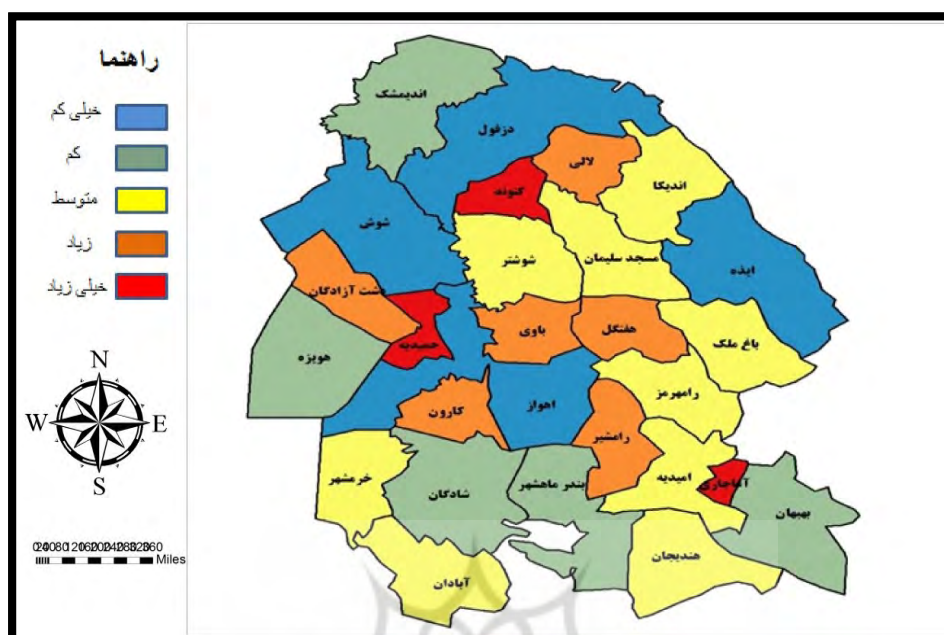 راهنما
خیلی کم
کم
متوسط
زیاد
خیلی زیاد
N
W
E
S
Miles
اندیمشک
دزفول
لالی
اندیکا
گتوند
شوش
شوشتر
مسجد سلیمان
ایذه
دشت آزادگان
حمیدیه
باوی
هفتگل
باغ ملک
هویزه
رامهرمز
کارون
اهواز
رامشیر
خرمشهر
شادگان
بندر ماهشهر
امیدیه
آغاجاری
بهبهان
هندیجان
آبادان